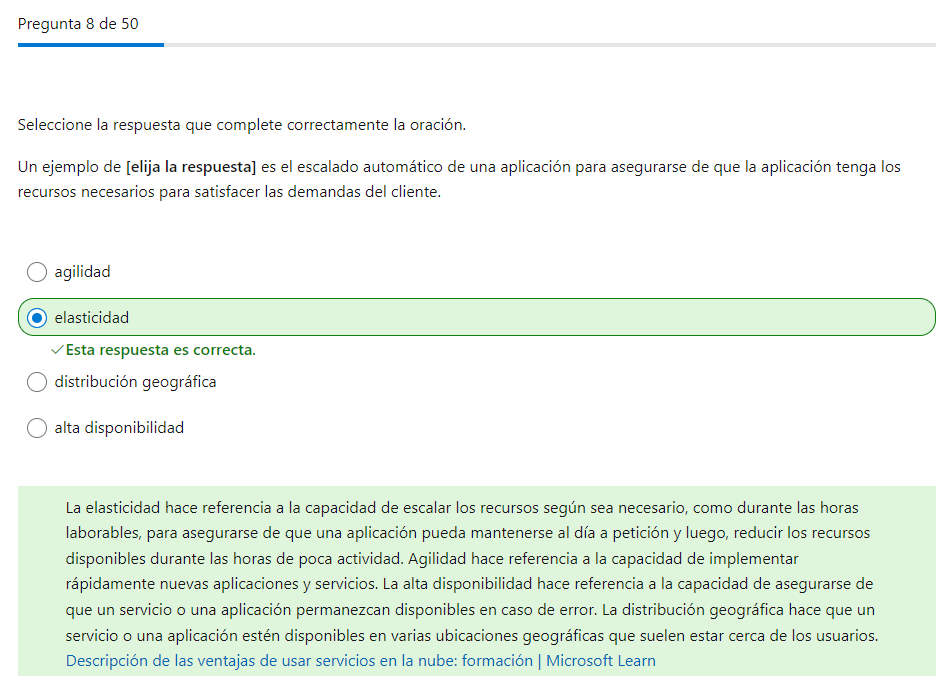 Pregunta 8 de 50
Seleccione la respuesta que complete correctamente la oración.
Un ejemplo de [elija la respuesta] es el escalado automático de una aplicación para asegurarse de que la aplicación tenga los
recursos necesarios para satisfacer las demandas del cliente.
agilidad
elasticidad
Esta respuesta es correcta.
distribución geográfica
alta disponibilidad
La elasticidad hace referencia a la capacidad de escalar los recursos según sea necesario, como durante las horas
laborables, para asegurarse de que una aplicación pueda mantenerse al día a petición y luego, reducir los recursos
disponibles durante las horas de poca actividad. Agilidad hace referencia a la capacidad de implementar
rápidamente nuevas aplicaciones y servicios. La alta disponibilidad hace referencia a la capacidad de asegurarse de
que un servicio o una aplicación permanezcan disponibles en caso de error. La distribución geográfica hace que un
servicio o una aplicación estén disponibles en varias ubicaciones geográficas que suelen estar cerca de los usuarios.
Descripción de las ventajas de usar servicios en la nube: formación | Microsoft Learn